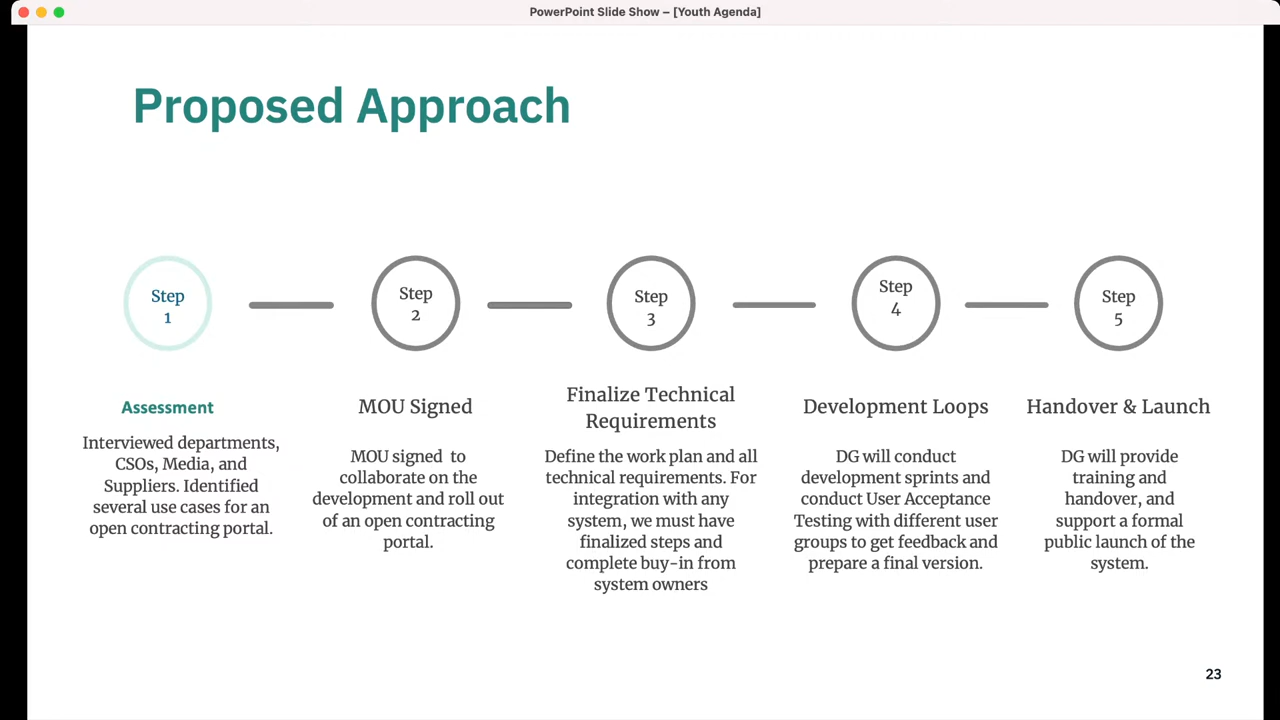 PowerPoint Slide Show – [Youth Agenda]
Proposed Approach
Step
1
Step
2
Step
3
Step
4
Step
5
Assessment
Interviewed departments,
CSOs, Media, and
Suppliers. Identified
several use cases for an
open contracting portal.
MOU Signed
MOU signed to
collaborate on the
development and roll out
of an open contracting
portal.
Finalize Technical
Requirements
Define the work plan and all
technical requirements. For
integration with any
system, we must have
finalized steps and
complete buy-in from
system owners
Development Loops
DG will conduct
development sprints and
conduct User Acceptance
Testing with different user
groups to get feedback and
prepare a final version.
Handover & Launch
DG will provide
training and
handover, and
support a formal
public launch of the
system.
23